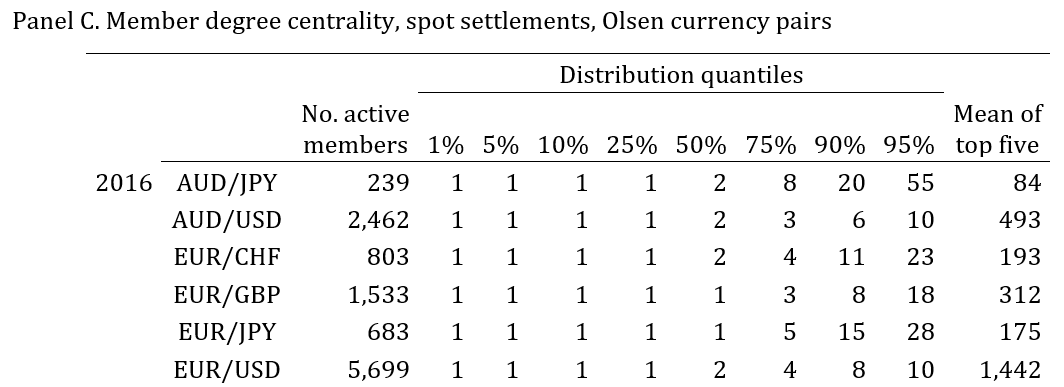 Panel C. Member degree centrality, spot settlements, Olsen currency pairs
Distribution quantiles
No. active Mean of
members 1% 5% 10% 25% 50% 75% 90% 95% top five
2016 AUD/JPY 239 1 1 1 1 2 8 20 55 84
AUD/USD 2,462 1 1 1 1 2 3 6 10 493
EUR/CHF 803 1 1 1 1 2 4 11 23 193
EUR/GBP 1,533 1 1 1 1 1 3 8 18 312
EUR/JPY 683 1 1 1 1 1 5 15 28 175
EUR/USD 5,699 1 1 1 1 2 4 8 10 1,442